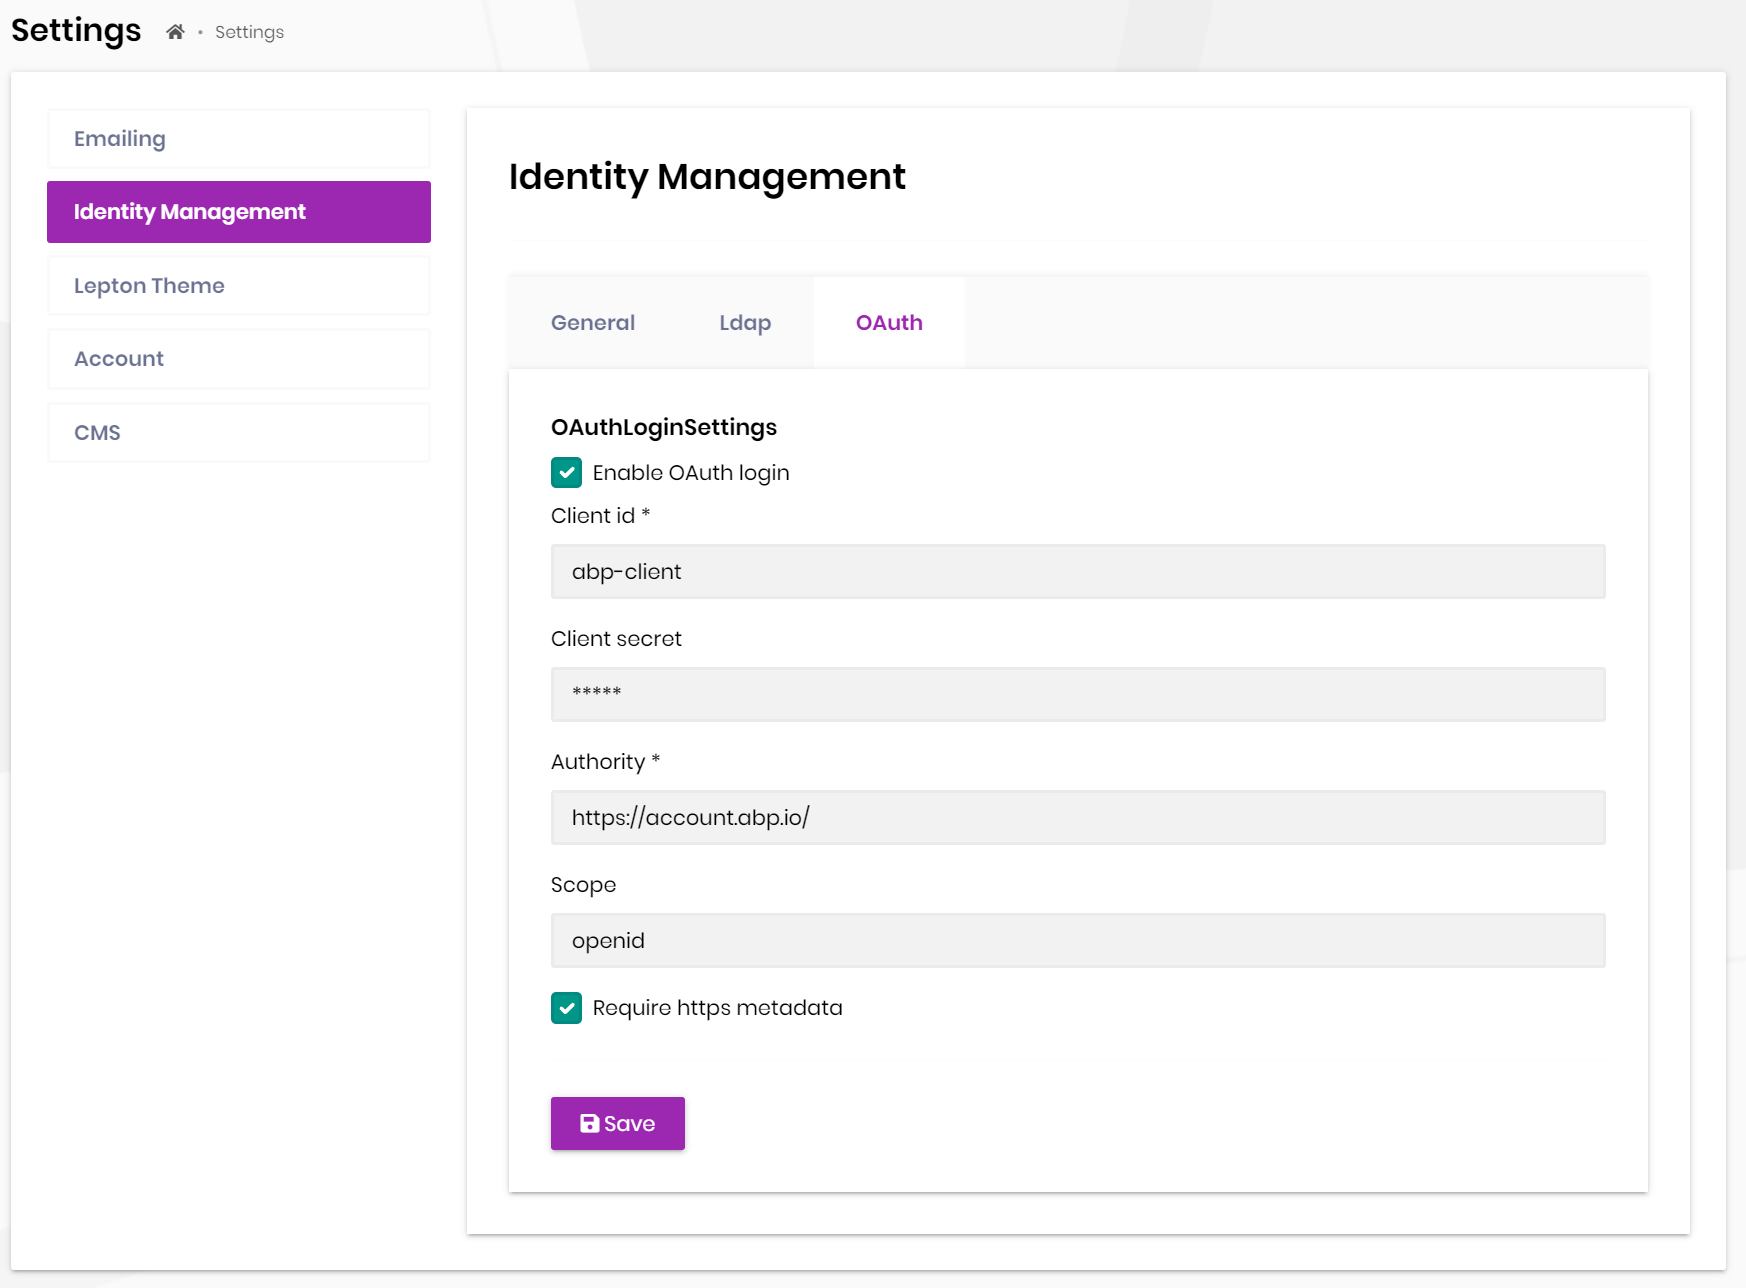 Settings
Settings
Emailing
Identity Management
Lepton Theme
Account
CMS
Identity Management
General
Ldap
OAuth
OAuthLoginSettings
Enable OAuth login
Client id *
abp-client
Client secret
*****
Authority *
https://account.abp.io/
Scope
openid
Require https metadata
Save